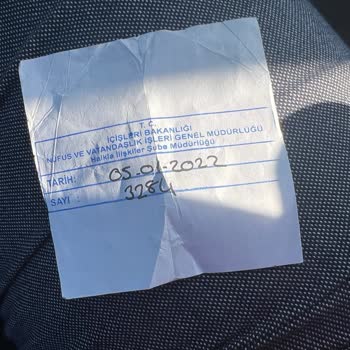 T. C.
İÇİŞLERİ BAKANLIĞI
NÜFUS VE VATANDAŞLIK İŞLERİ GENEL MÜDÜRLÜĞÜ
Halkla İlişkiler Şube Müdürlüğü
TARİH: 05-01-2022
SAYI : 3284